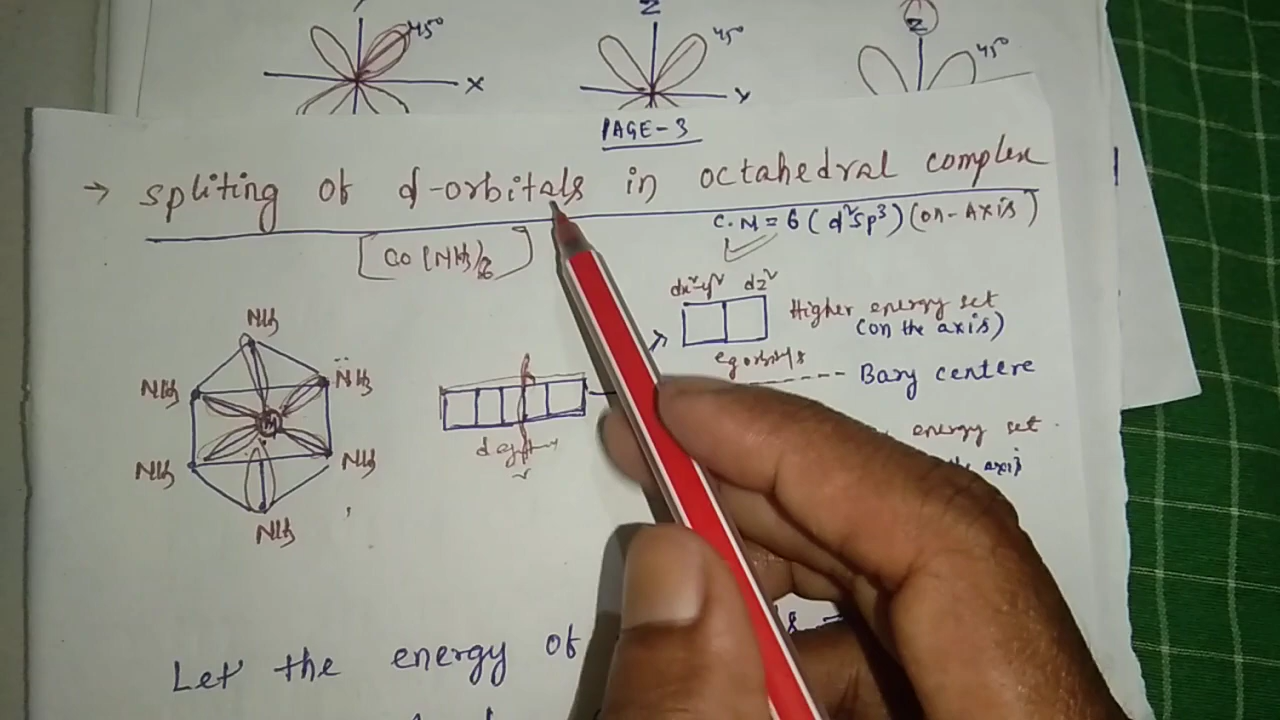 45° Z 45° Z 45°
X Y
PAGE-3
→ spliting of d-orbitals in octahedral complex
C.N = 6 (d²sp³) (on-Axis)
[Co(NH₃)₆]
dx²-y² dz²
Higher energy set
(on the axis)
eg orbitals
Bary centere
energy set
axis
NH₃
NH₃ NH₃
M
NH₃ NH₃
NH₃
Let the energy of